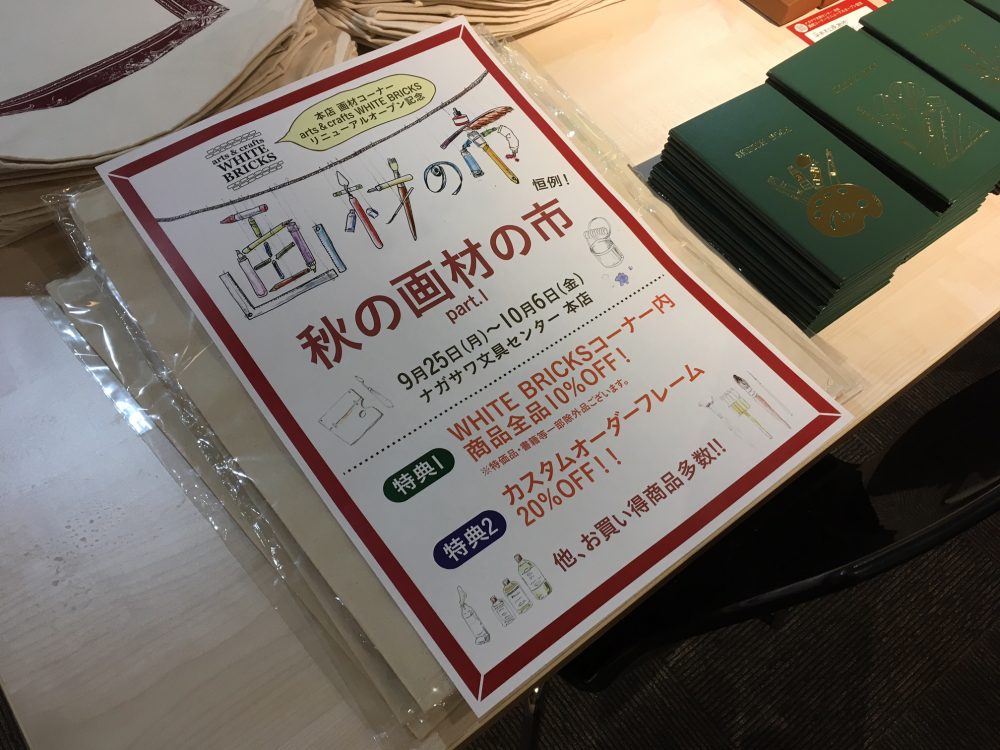 本店 画材コーナー
arts & crafts WHITE BRICKS
リニューアルオープン記念
arts & crafts
WHITE
BRICKS
画材の市
恒例!
秋の画材の市
part.1
9月25日(月)〜10月6日(金)
ナガサワ文具センター 本店
特典1
WHITE BRICKSコーナー内
商品全品10%OFF!
※特価品・書籍等一部除外品ございます。
特典2
カスタムオーダーフレーム
20%OFF!!
他、お買い得商品多数!!